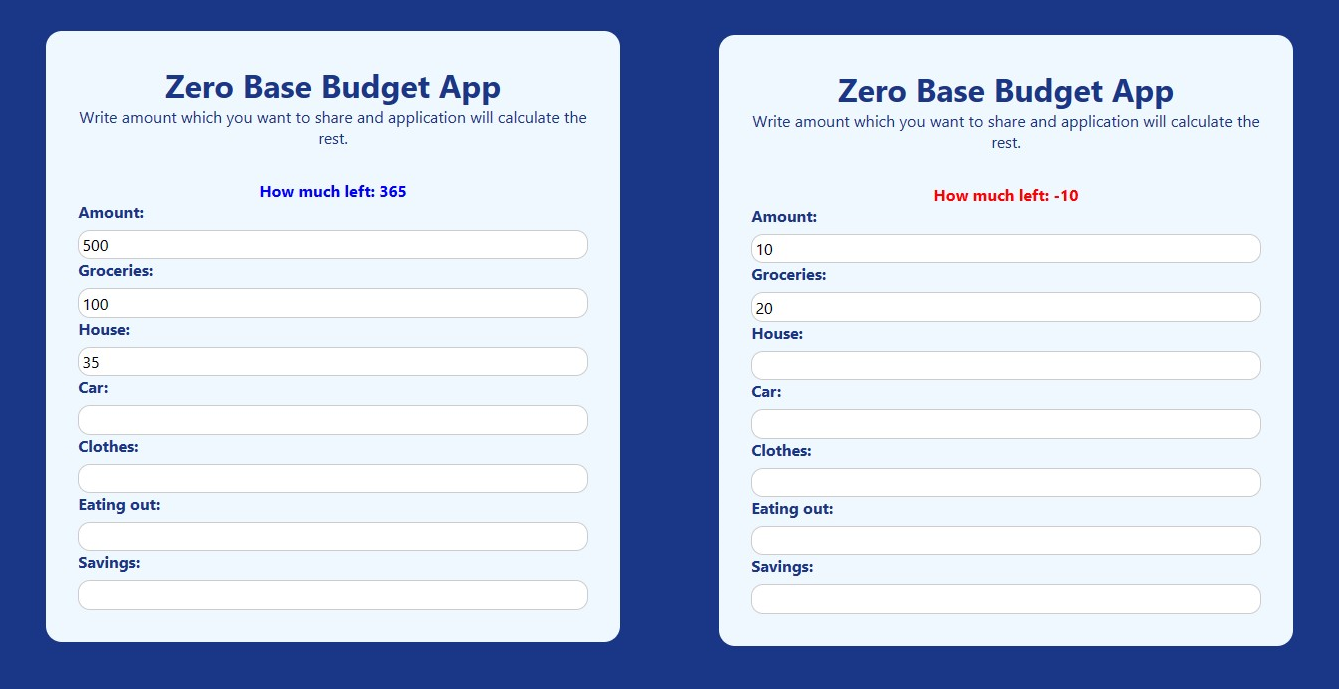 Zero Base Budget App
Write amount which you want to share and application will calculate the
rest.
How much left: 365
Amount:
500
Groceries:
100
House:
35
Car:
Clothes:
Eating out:
Savings:
Zero Base Budget App
Write amount which you want to share and application will calculate the
rest.
How much left: -10
Amount:
10
Groceries:
20
House:
Car:
Clothes:
Eating out:
Savings: